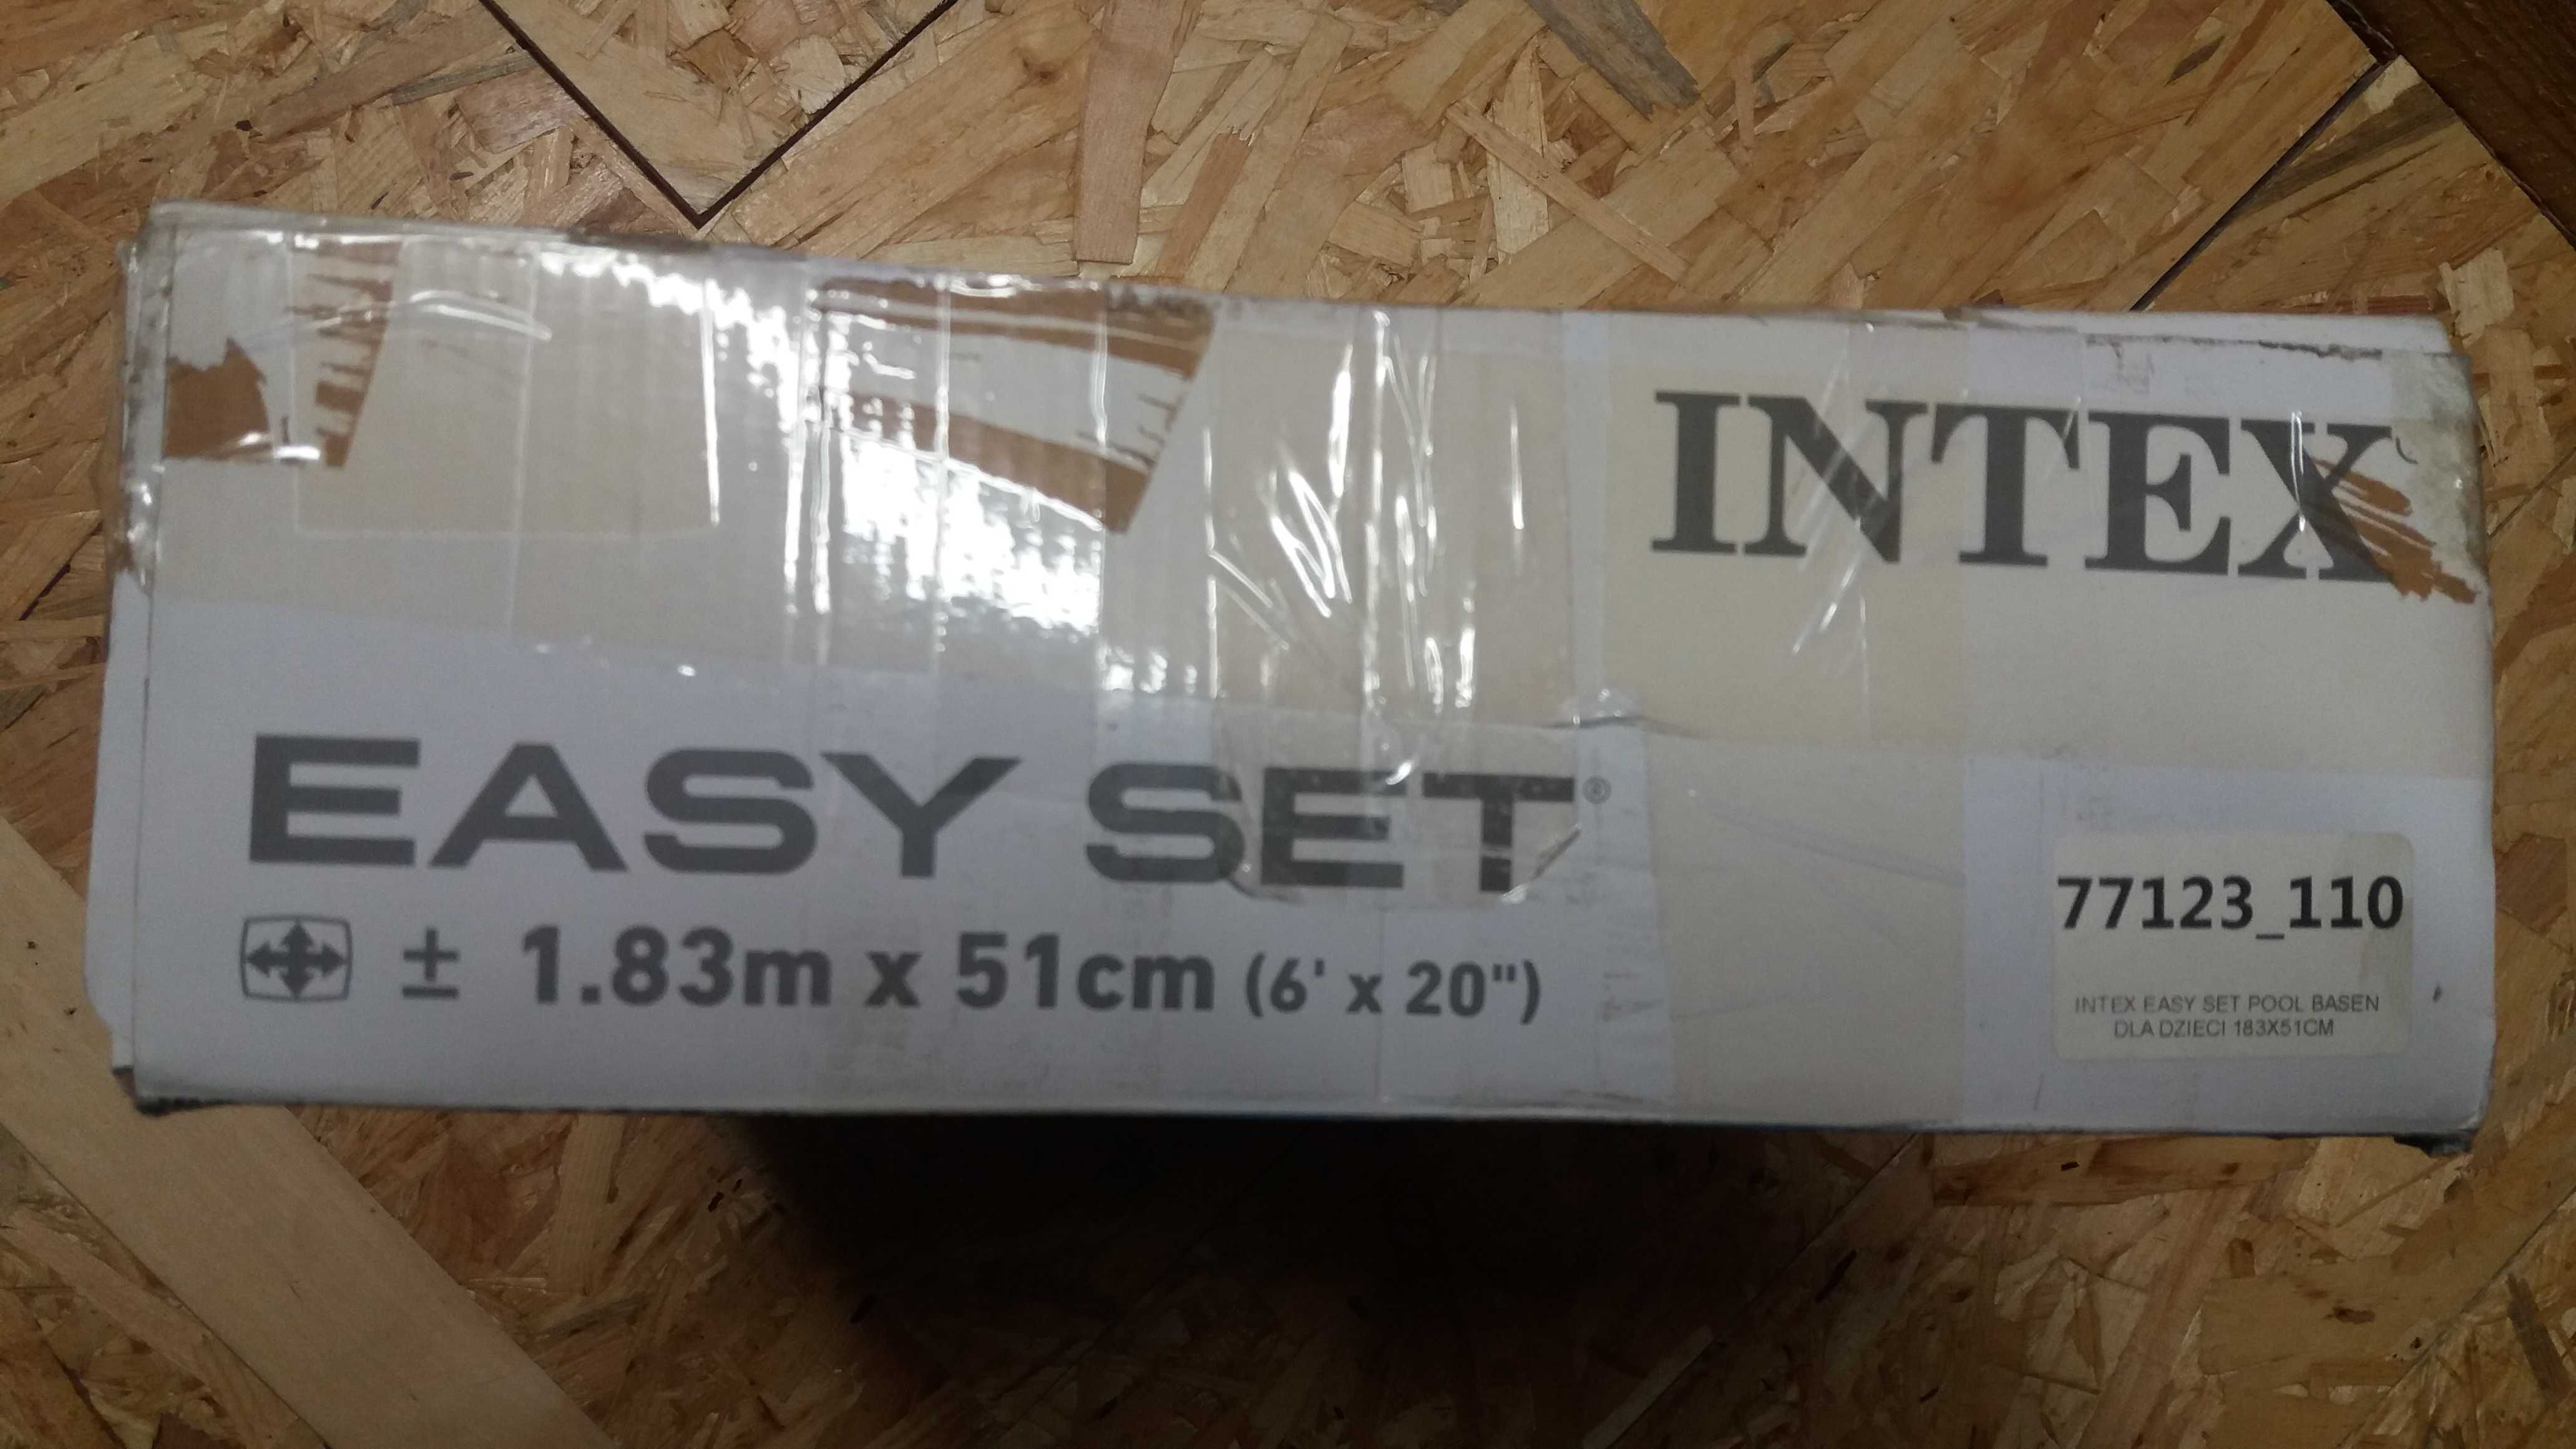 INTEX
EASY SET®
± 1.83m x 51cm (6' x 20")
77123_110
INTEX EASY SET POOL BASEN
DLA DZIECI 183X51CM